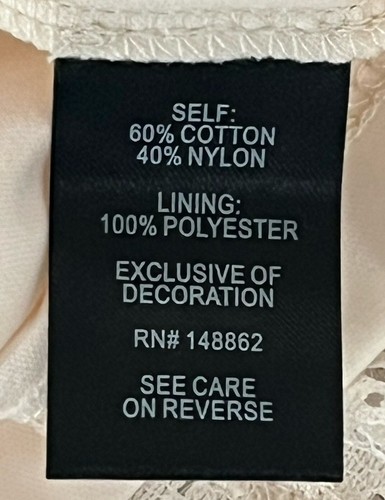 SELF:
60% COTTON
40% NYLON
LINING:
100% POLYESTER
EXCLUSIVE OF
DECORATION
RN# 148862
SEE CARE
ON REVERSE